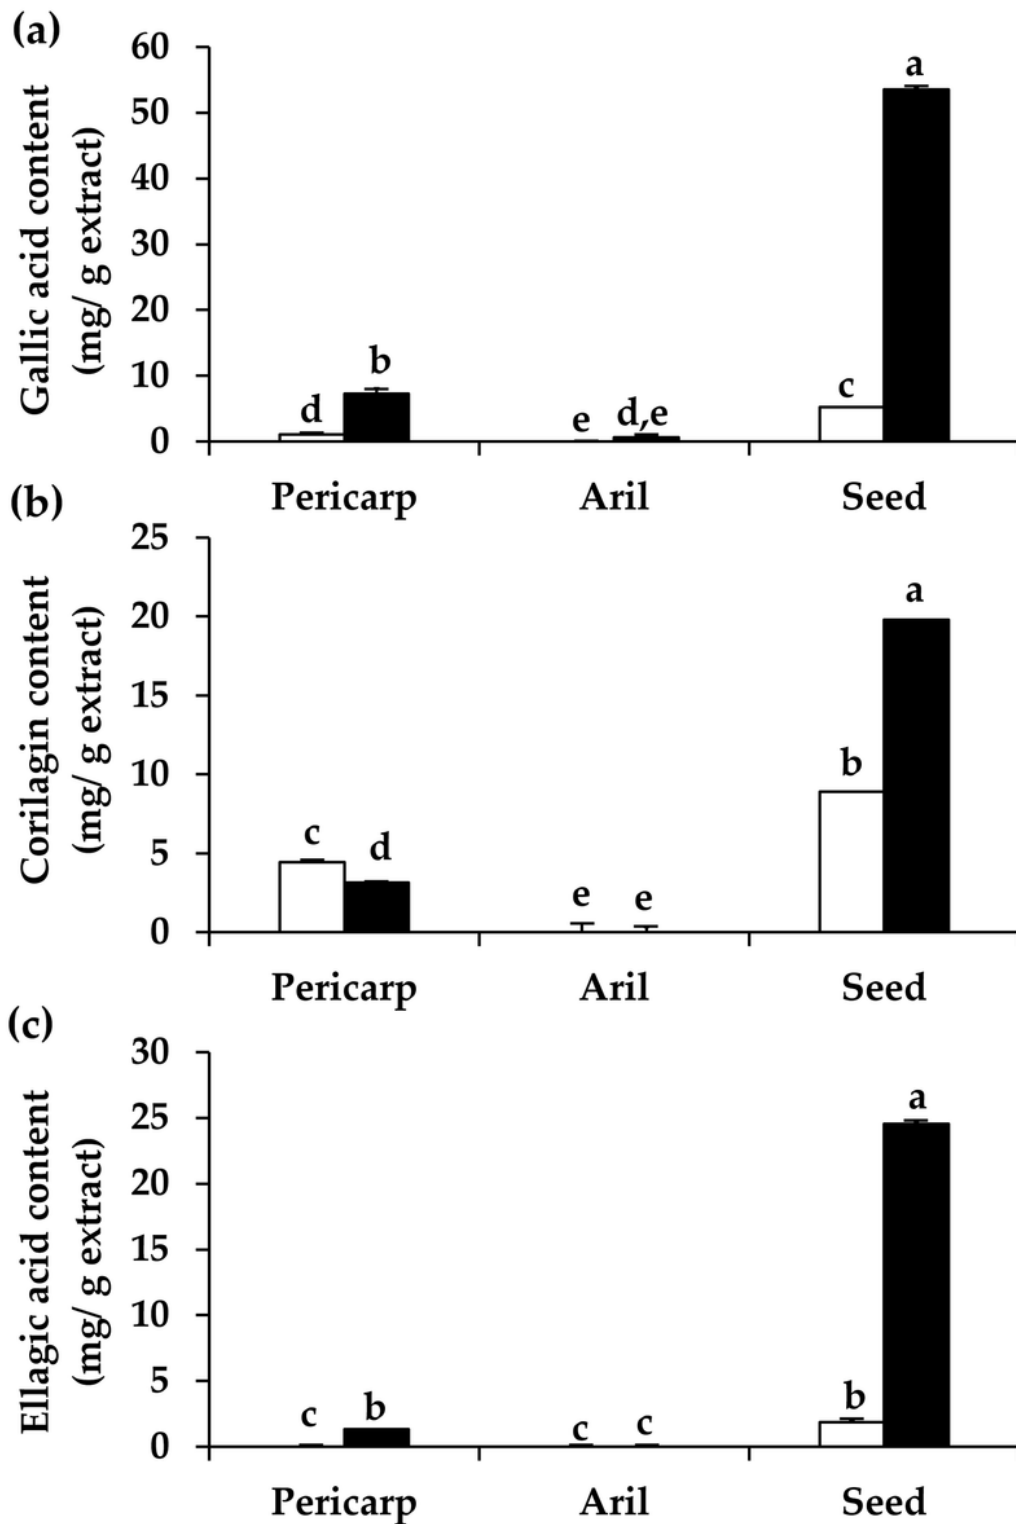 (a)
Gallic acid content
(mg/ g extract)
60
50
40
30
20
10
0
d
b
e
d,e
c
a
Pericarp
Aril
Seed
(b)
Corilagin content
(mg/ g extract)
25
20
15
10
5
0
c
d
e
e
b
a
Pericarp
Aril
Seed
(c)
Ellagic acid content
(mg/ g extract)
30
25
20
15
10
5
0
c
b
c
c
b
a
Pericarp
Aril
Seed